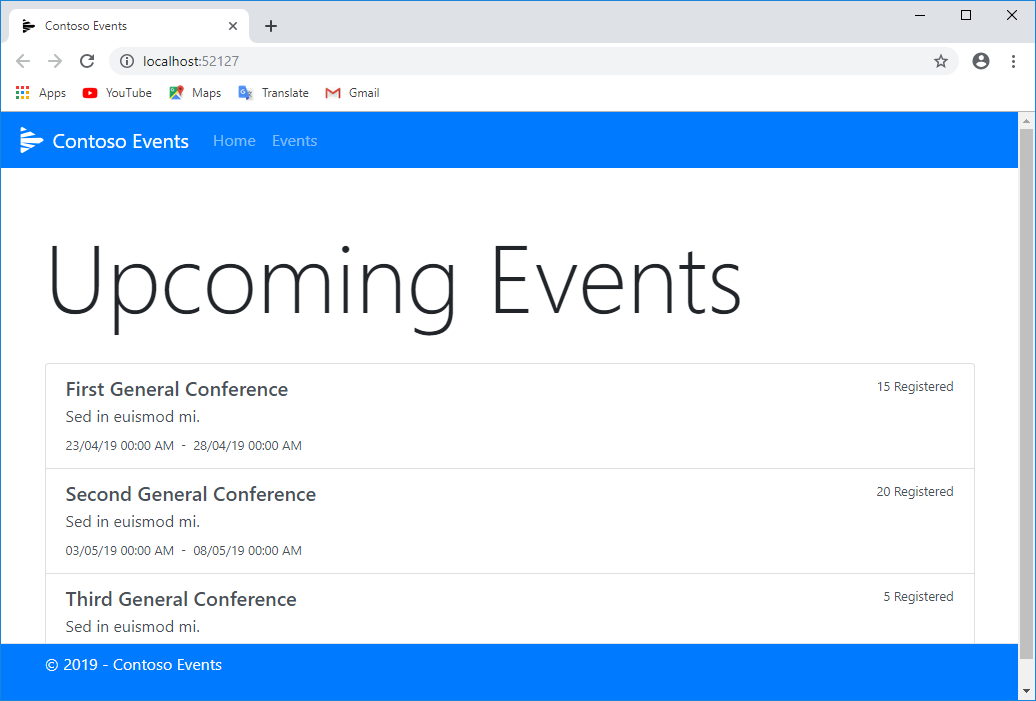 Contoso Events
localhost:52127
Apps YouTube Maps Translate Gmail
Contoso Events Home Events
Upcoming Events
First General Conference 15 Registered
Sed in euismod mi.
23/04/19 00:00 AM - 28/04/19 00:00 AM
Second General Conference 20 Registered
Sed in euismod mi.
03/05/19 00:00 AM - 08/05/19 00:00 AM
Third General Conference 5 Registered
Sed in euismod mi.
© 2019 - Contoso Events